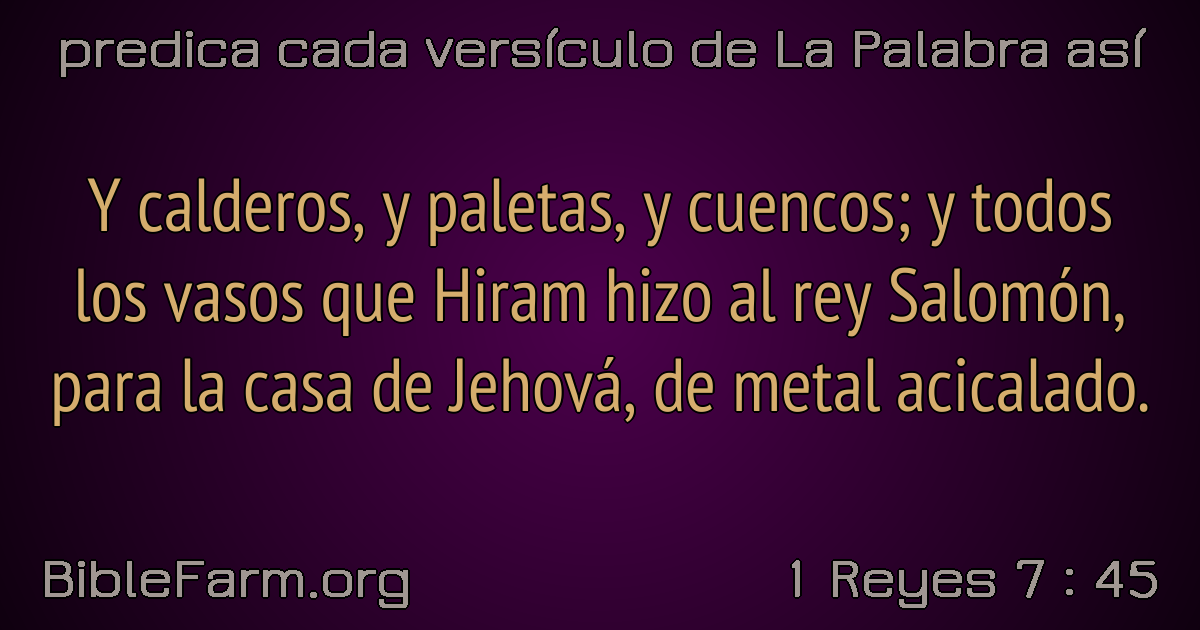 predica cada versículo de La Palabra así
Y calderos, y paletas, y cuencos; y todos
los vasos que Hiram hizo al rey Salomón,
para la casa de Jehová, de metal acicalado.
BibleFarm.org
1 Reyes 7 : 45